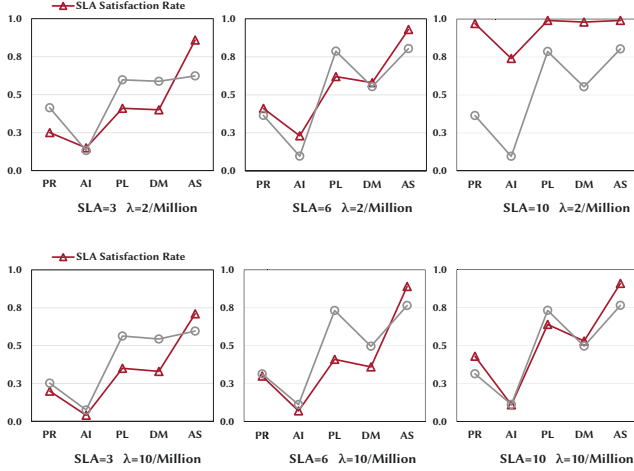 SLA Satisfaction Rate
1.0 1.0 1.0
0.8 0.8 0.8
0.5 0.5 0.5
0.3 0.3 0.3
0.0 0.0 0.0
PR AI PL DM AS PR AI PL DM AS PR AI PL DM AS
SLA=3 λ=2/Million SLA=6 λ=2/Million SLA=10 λ=2/Million
SLA Satisfaction Rate
1.0 1.0 1.0
0.8 0.8 0.8
0.5 0.5 0.5
0.3 0.3 0.3
0.0 0.0 0.0
PR AI PL DM AS PR AI PL DM AS PR AI PL DM AS
SLA=3 λ=10/Million SLA=6 λ=10/Million SLA=10 λ=10/Million